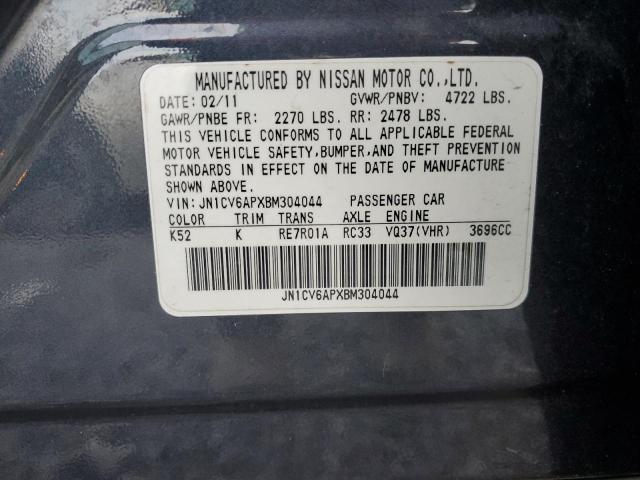 MANUFACTURED BY NISSAN MOTOR CO.,LTD.
DATE: 02/11 GVWR/PNBV: 4722 LBS.
GAWR/PNBE FR: 2270 LBS. RR: 2478 LBS.
THIS VEHICLE CONFORMS TO ALL APPLICABLE FEDERAL
MOTOR VEHICLE SAFETY,BUMPER,AND THEFT PREVENTION
STANDARDS IN EFFECT ON THE DATE OF MANUFACTURE
SHOWN ABOVE.
VIN: JN1CV6APXBM304044 PASSENGER CAR
COLOR TRIM TRANS AXLE ENGINE
K52 K RE7R01A RC33 VQ37(VHR) 3696CC
JN1CV6APXBM304044